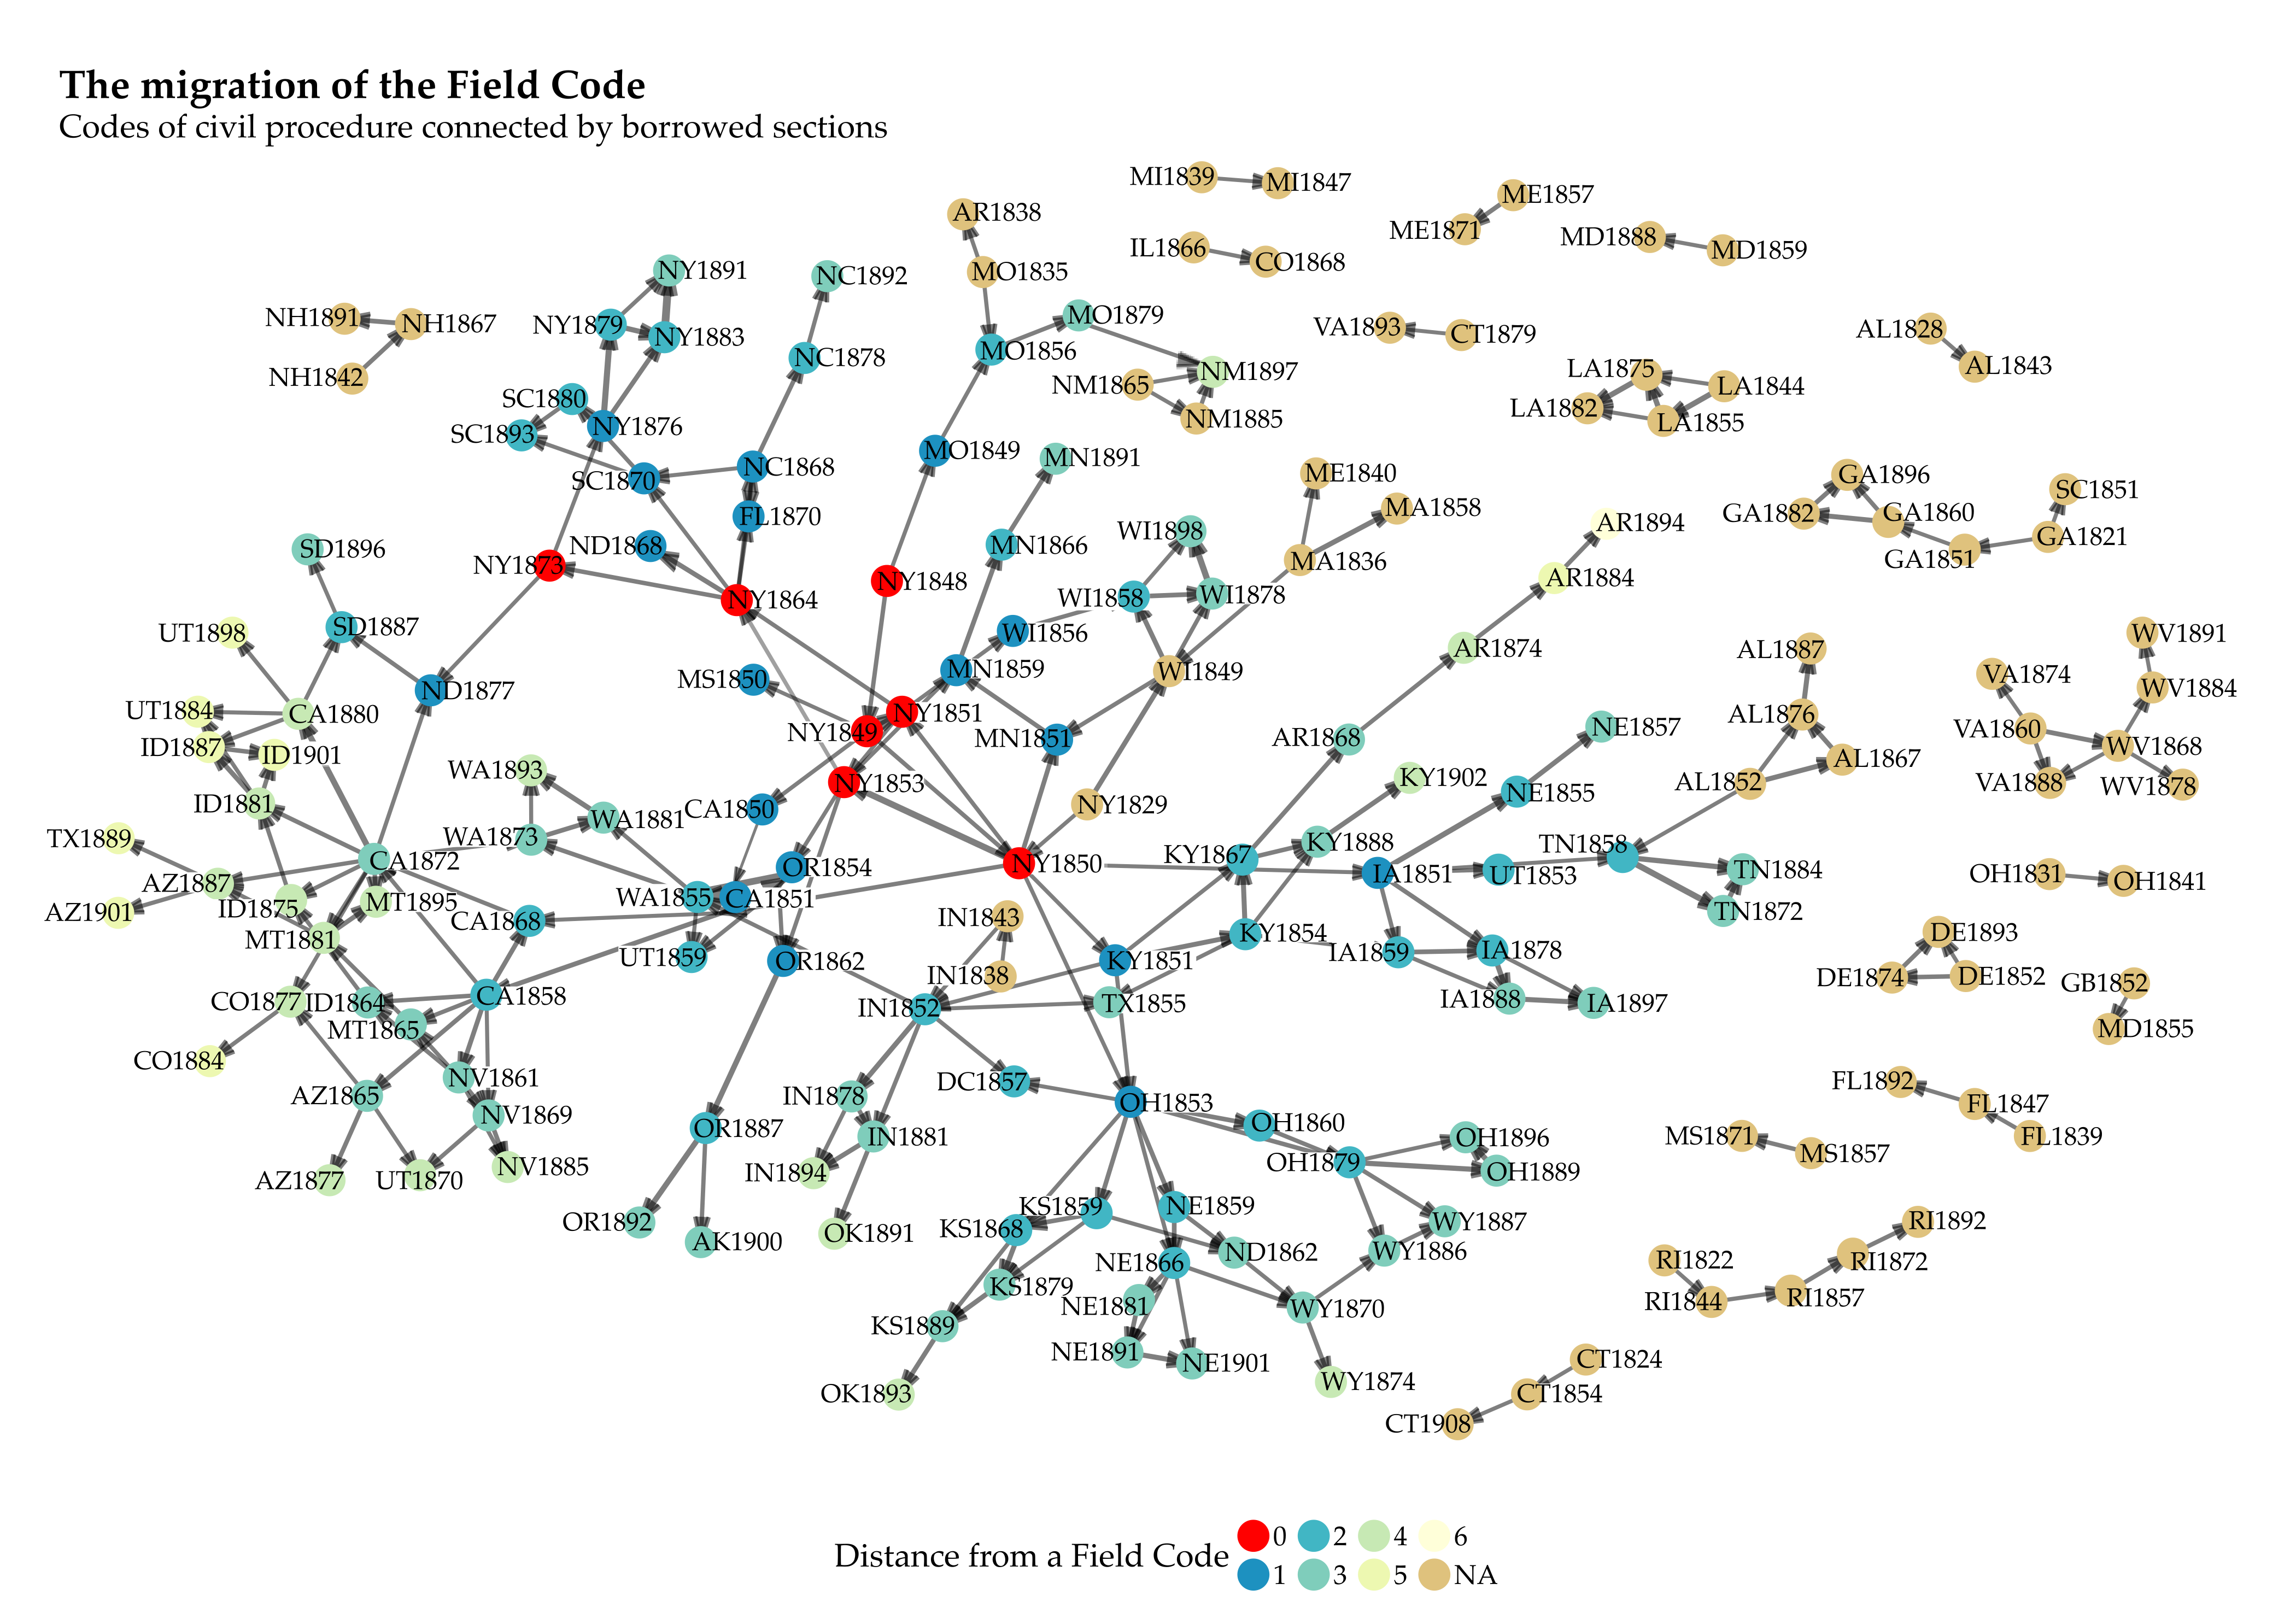 The migration of the Field Code
Codes of civil procedure connected by borrowed sections
MI1839
MI1847
ME1857
ME1871
MD1888
MD1859
AR1838
IL1866
CO1868
MO1835
NY1891
NC1892
NH1891
NH1867
NH1842
NY1879
NY1883
MO1879
VA1893
CT1879
AL1828
AL1843
NC1878
MO1856
NM1865
NM1897
NM1885
LA1875
LA1844
LA1882
LA1855
SC1880
NY1876
SC1893
MO1849
MN1891
NC1868
SC1870
ME1840
MA1858
GA1896
GA1882
GA1860
SC1851
GA1821
GA1851
FL1870
ND1868
MN1866
WI1898
AR1894
SD1896
NY1873
NY1848
MA1836
AR1884
NY1864
WI1858
WI1878
UT1898
SD1887
WI1856
AR1874
AL1887
WV1891
MS1850
MN1859
WI1849
VA1874
WV1884
ND1877
UT1884
CA1880
NY1851
NY1849
MN1851
AR1868
NE1857
AL1876
VA1860
WV1868
ID1887
ID1901
WA1893
NY1853
KY1902
AL1852
AL1867
VA1888
WV1878
ID1881
CA1850
NY1829
NE1855
WA1881
WA1873
TX1889
CA1872
NY1850
KY1867
KY1888
TN1858
OR1854
IA1851
UT1853
TN1884
OH1831
OH1841
AZ1887
WA1855
CA1851
AZ1901
ID1875
MT1895
CA1868
IN1843
TN1872
MT1881
KY1854
DE1893
UT1859
OR1862
KY1851
IA1859
IA1878
IN1838
DE1874
DE1852
GB1852
CO1877
ID1864
CA1858
IN1852
TX1855
IA1888
IA1897
MT1865
MD1855
CO1884
NV1861
DC1857
FL1892
AZ1865
IN1878
OH1853
FL1847
NV1869
OR1887
IN1881
OH1860
OH1896
MS1871
FL1839
AZ1877
UT1870
NV1885
IN1894
OH1879
OH1889
MS1857
KS1859
NE1859
OR1892
AK1900
OK1891
KS1868
WY1887
RI1892
NE1866
ND1862
WY1886
RI1822
RI1872
KS1879
NE1881
WY1870
RI1844
RI1857
KS1889
NE1891
NE1901
OK1893
WY1874
CT1824
CT1854
CT1908
Distance from a Field Code
0 2 4 6
1 3 5 NA